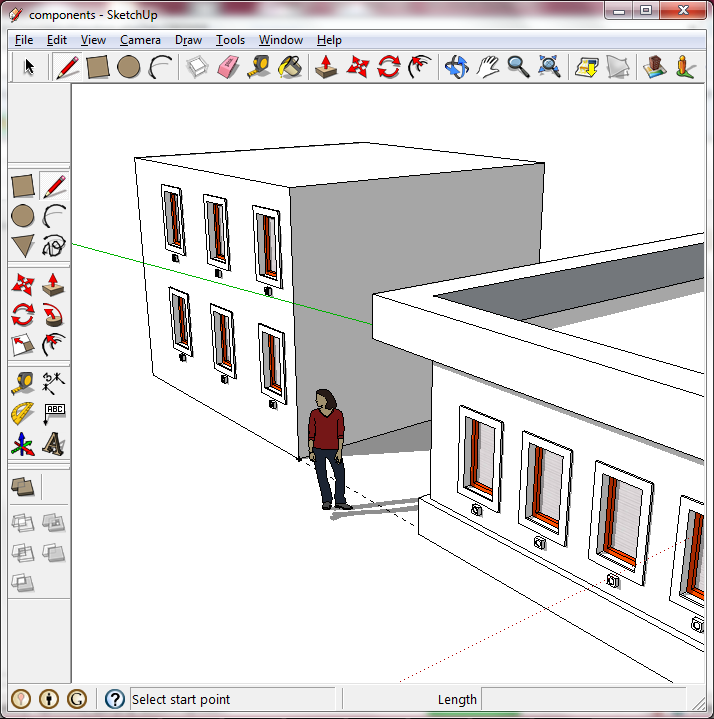 components - SketchUp
File Edit View Camera Draw Tools Window Help
ABC
A
G ? Select start point Length